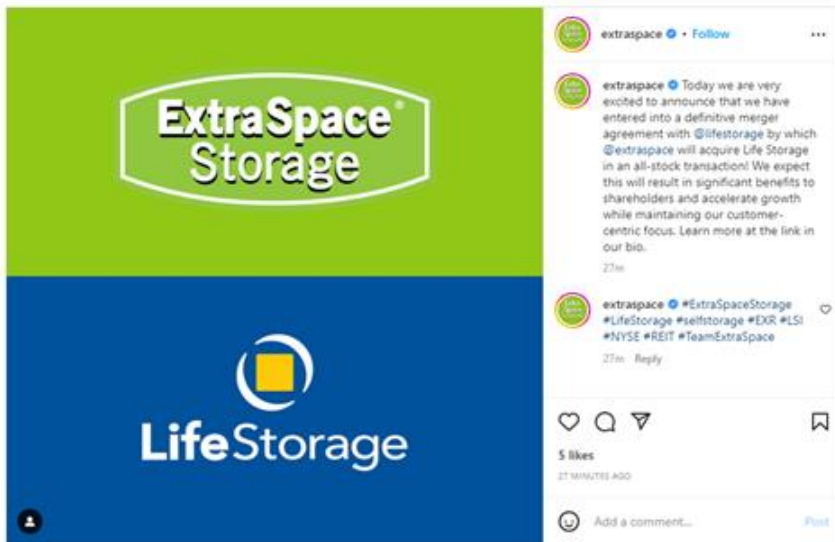 ExtraSpace®
Storage
LifeStorage
extraspace • Follow
extraspace Today we are very
excited to announce that we have
entered into a definitive merger
agreement with @lifestorage by which
@extraspace will acquire Life Storage
in an all-stock transaction! We expect
this will result in significant benefits to
shareholders and accelerate growth
while maintaining our customer-
centric focus. Learn more at the link in
our bio.
27m
extraspace #ExtraSpaceStorage
#LifeStorage #selfstorage #EXR #LSI
#NYSE #REIT #TeamExtraSpace
27m Reply
5 likes
27 MINUTES AGO
Add a comment...
Post